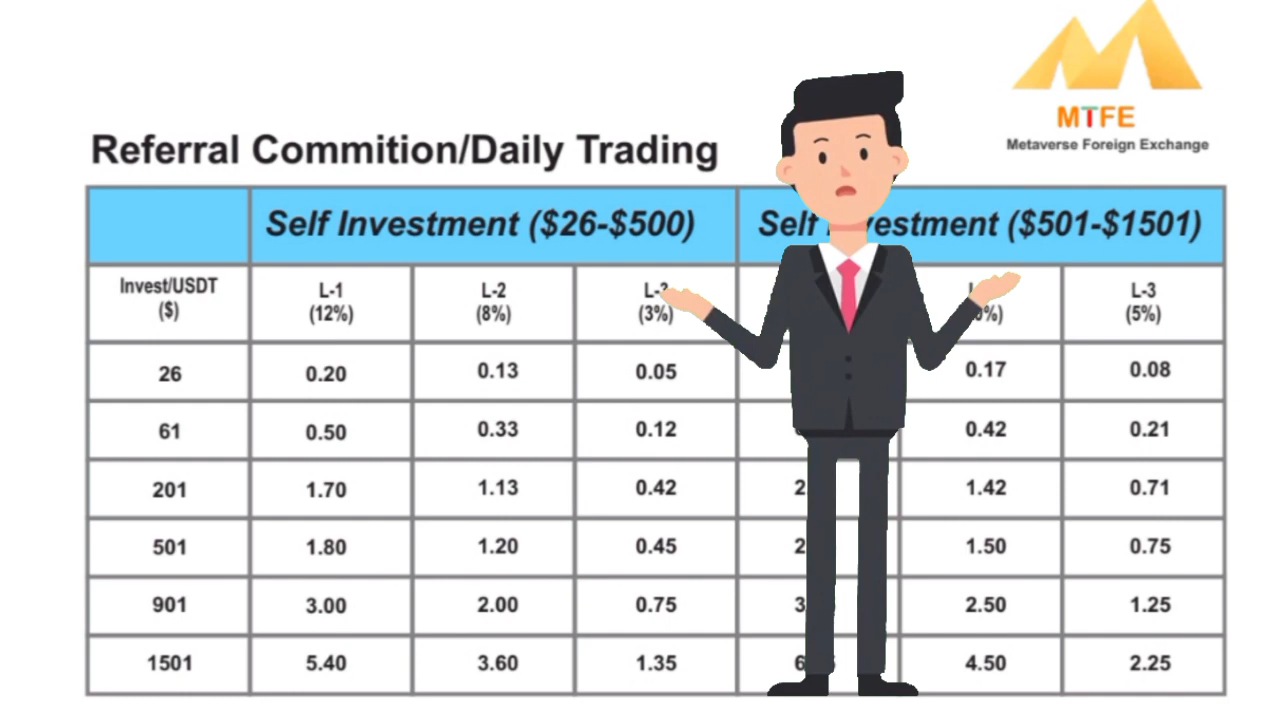 MTFE
Metaverse Foreign Exchange
Referral Commition/Daily Trading
Self Investment ($26-$500) Self ($501-$1501)
Invest/USDT L-1 L-2 L-3
($) (12%) (8%) (3%) (5%)
26 0.20 0.13 0.05 0.17 0.08
61 0.50 0.33 0.12 0.42 0.21
201 1.70 1.13 0.42 1.42 0.71
501 1.80 1.20 0.45 1.50 0.75
901 3.00 2.00 0.75 2.50 1.25
1501 5.40 3.60 1.35 4.50 2.25